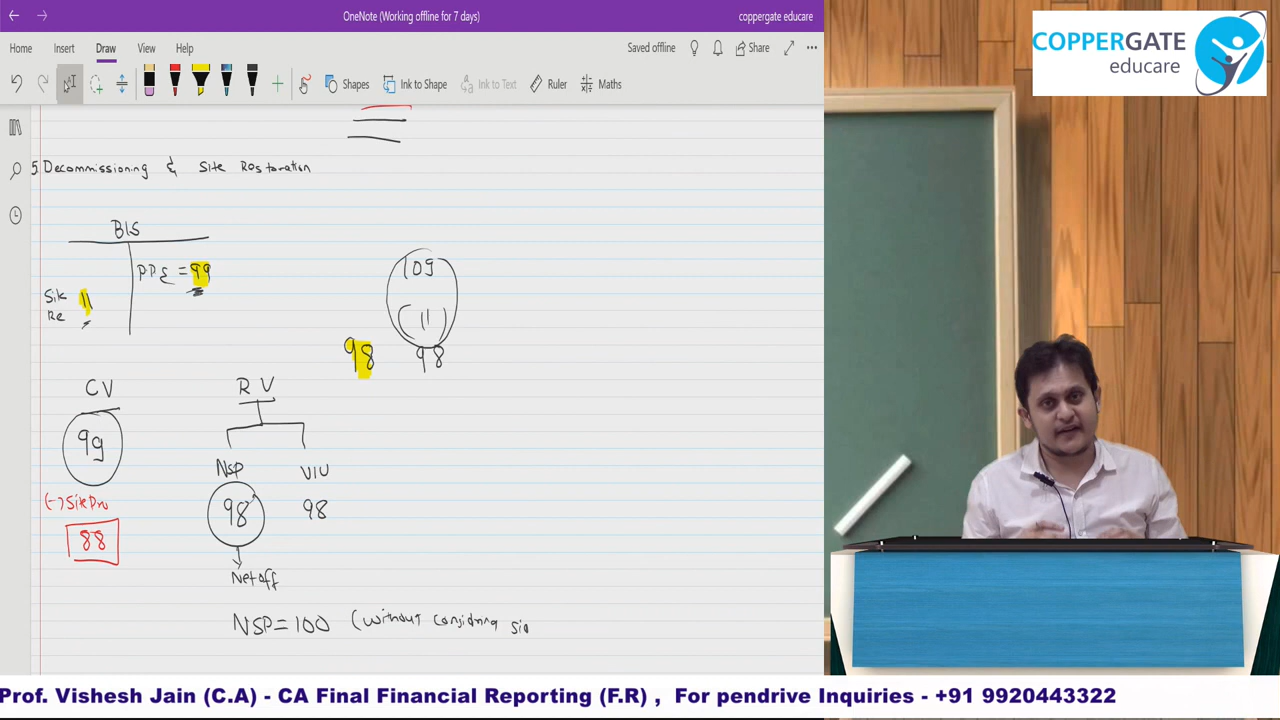 OneNote (Working offline for 7 days)
coppergate educare
Home Insert Draw View Help
Saved offline
Share
Shapes
Ink to Shape
Ink to Text
Ruler
Maths
COPPERGATE
educare
5. Decommissioning & Site Restoration
BIS
PPE = 99
Site 11
Re
109
(11)
98
98
CV
RV
99
NSP
VIU
98
98
(-) Site Pro
88
Net off
NSP = 100 (without considring sio
Prof. Vishesh Jain (C.A) - CA Final Financial Reporting (F.R) , For pendrive Inquiries - +91 9920443322